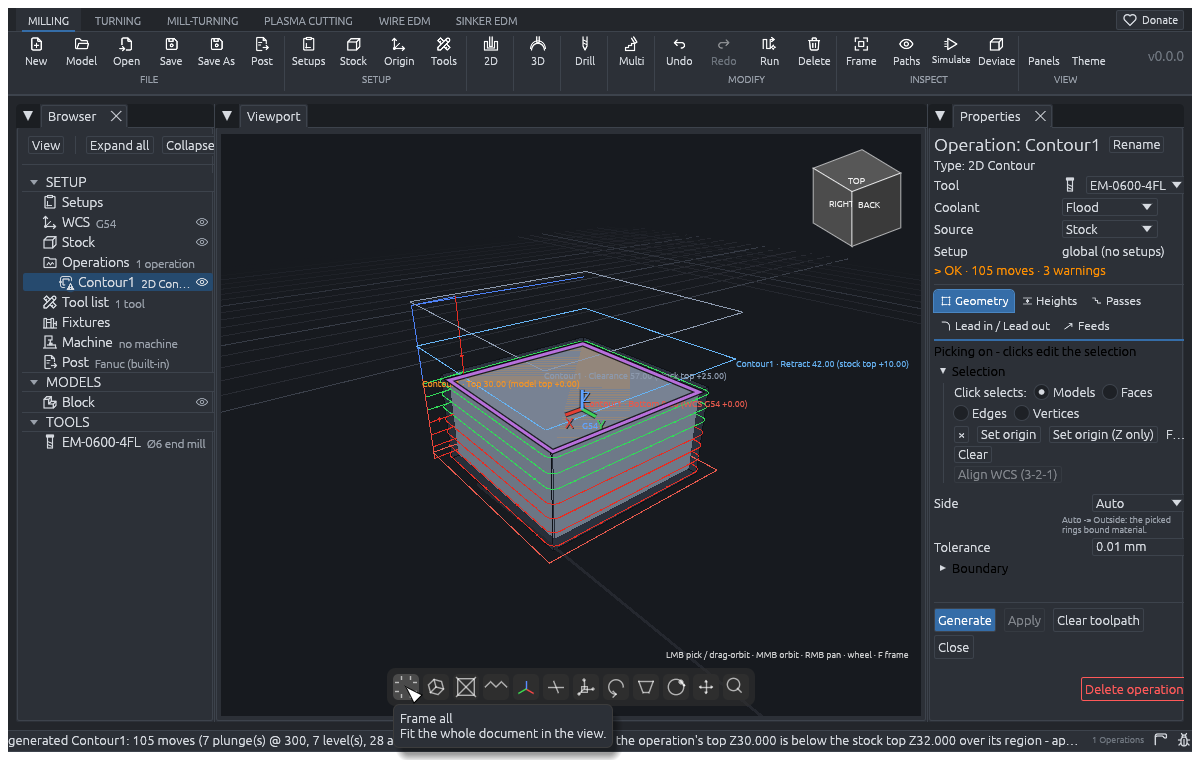 MILLING TURNING MILL-TURNING PLASMA CUTTING WIRE EDM SINKER EDM Donate
New Model Open Save Save As Post Setups Stock Origin Tools 2D 3D Drill Multi Undo Redo Run Delete Frame Paths Simulate Deviate Panels Theme v0.0.0
FILE SETUP MODIFY INSPECT VIEW
Browser
View Expand all Collapse
SETUP
Setups
WCS G54
Stock
Operations 1 operation
Contour1 2D Con...
Tool list 1 tool
Fixtures
Machine no machine
Post Fanuc (built-in)
MODELS
Block
TOOLS
EM-0600-4FL Ø6 end mill
Viewport
TOP
RIGHT BACK
Contour1 - Retract 42.00 (stock top +10.00)
Top 30.00 (model top +0.00)
G54 +0.00)
Z
X Y
G54
LMB pick / drag-orbit · MMB orbit · RMB pan · wheel · F frame
Frame all
Fit the whole document in the view.
Properties
Operation: Contour1 Rename
Type: 2D Contour
Tool EM-0600-4FL
Coolant Flood
Source Stock
Setup global (no setups)
> OK · 105 moves · 3 warnings
Geometry Heights Passes
Lead in / Lead out Feeds
Picking on - clicks edit the selection
Selection
Click selects: Models Faces
Edges Vertices
× Set origin Set origin (Z only) F...
Clear
Align WCS (3-2-1)
Side Auto
Auto -> Outside: the picked
rings bound material.
Tolerance 0.01 mm
Boundary
Generate Apply Clear toolpath
Close
Delete operation
generated Contour1: 105 moves (7 plunge(s) @ 300, 7 level(s), 28 a
the operation's top Z30.000 is below the stock top Z32.000 over its region - ap... 1 Operations